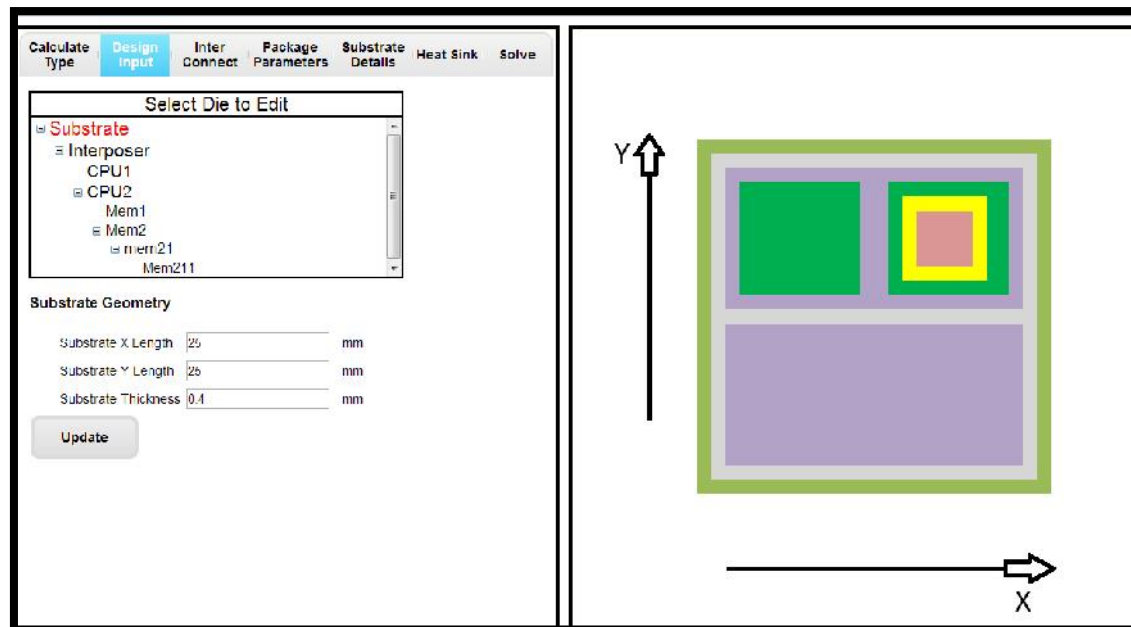 Calculate Type
Design Input
Inter Connect
Package Parameters
Substrate Details
Heat Sink
Solve
Select Die to Edit
Substrate
Interposer
CPU1
CPU2
Mem1
Mem2
mem21
Mem211
Substrate Geometry
Substrate X Length 25 mm
Substrate Y Length 25 mm
Substrate Thickness 0.4 mm
Update
Y
X